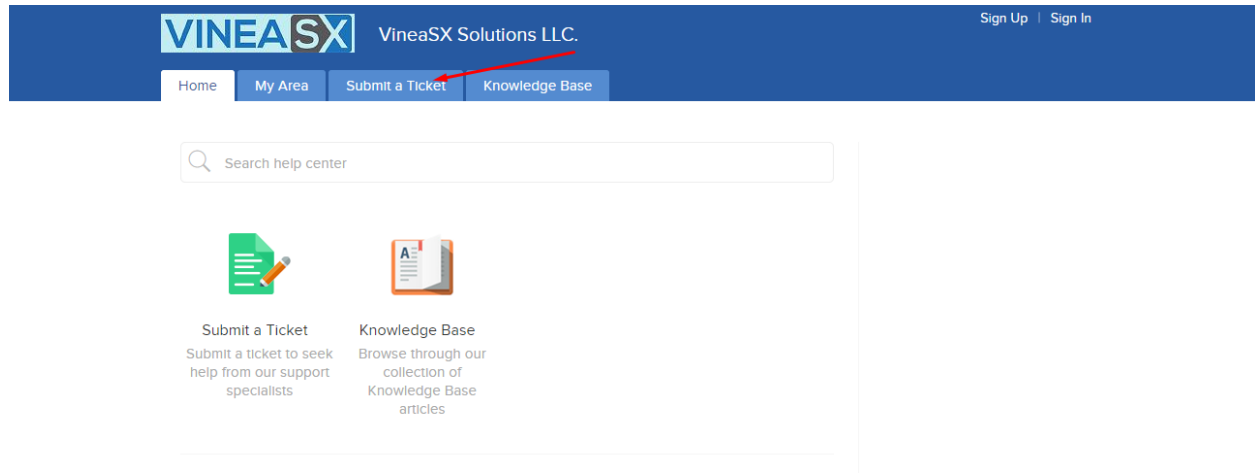 VINEASX VineaSX Solutions LLC. Sign Up Sign In
Home My Area Submit a Ticket Knowledge Base
Search help center
A
Submit a Ticket
Submit a ticket to seek
help from our support
specialists
Knowledge Base
Browse through our
collection of
Knowledge Base
articles